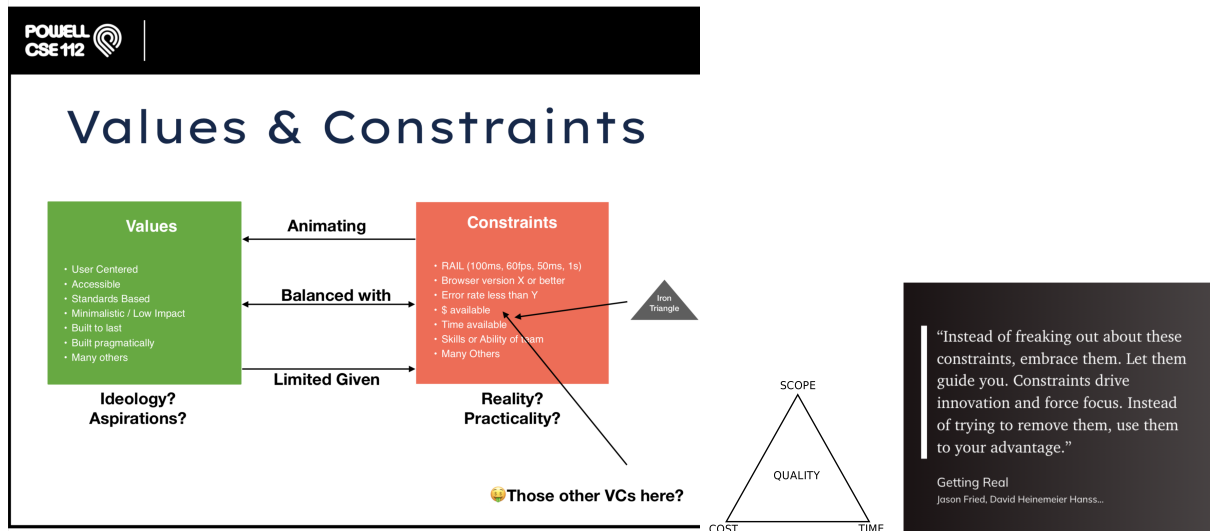 POWELL
CSE 112
Values & Constraints
Values
• User Centered
• Accessible
• Standards Based
• Minimalistic / Low Impact
• Built to last
• Built pragmatically
• Many others
Ideology?
Aspirations?
Animating
Balanced with
Limited Given
Constraints
• RAIL (100ms, 60fps, 50ms, 1s)
• Browser version X or better
• Error rate less than Y
• $ available
• Time available
• Skills or Ability of team
• Many Others
Reality?
Practicality?
Iron
Triangle
🤑Those other VCs here?
SCOPE
QUALITY
COST
TIME
“Instead of freaking out about these
constraints, embrace them. Let them
guide you. Constraints drive
innovation and force focus. Instead
of trying to remove them, use them
to your advantage.”
Getting Real
Jason Fried, David Heinemeier Hanss...